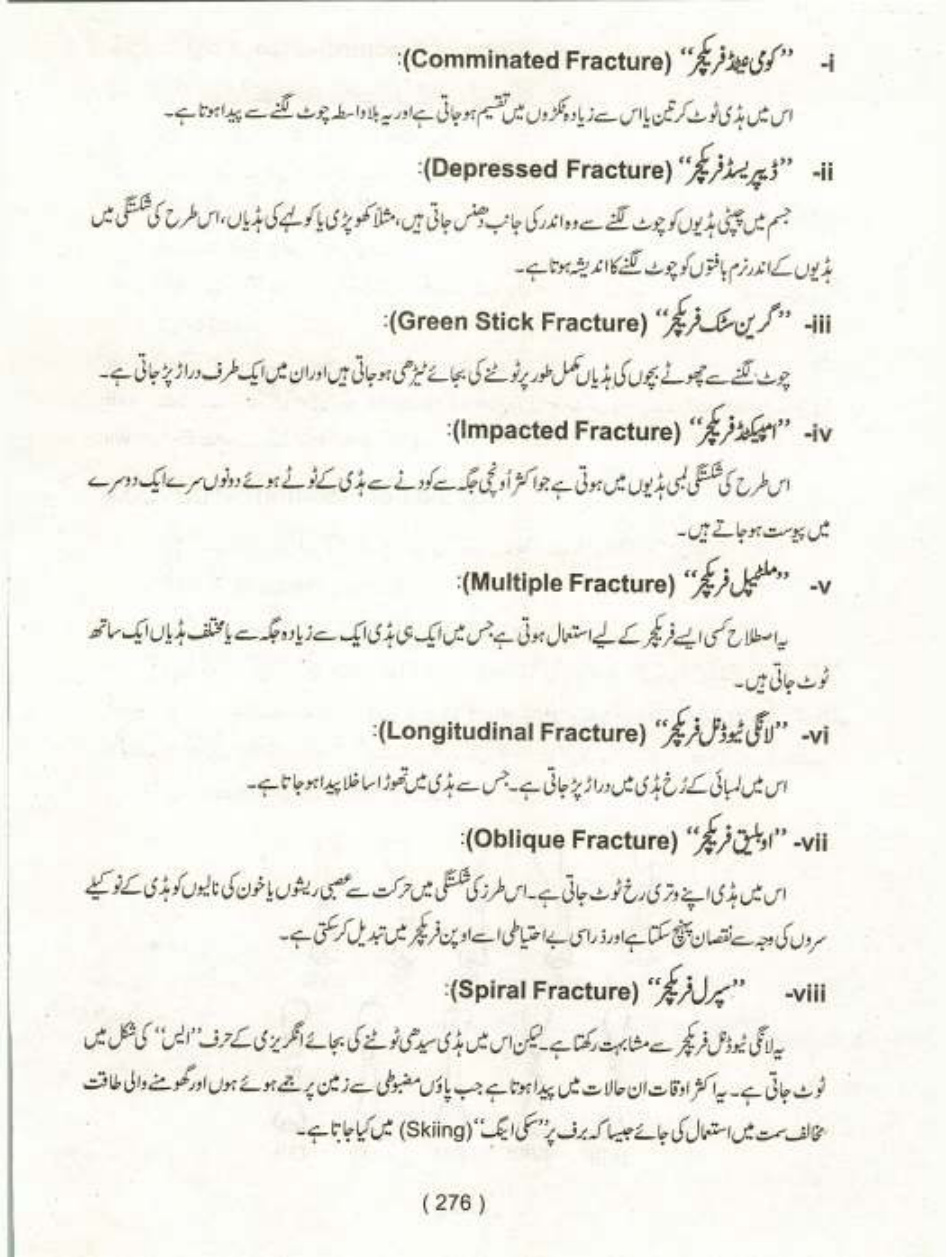 i- ”کومی عیٹڈ فریکچر“ (Comminated Fracture):
اس میں ہڈی ٹوٹ کر تین یا اس سے زیادہ ٹکڑوں میں تقسیم ہوجاتی ہے اور یہ بلاواسطہ چوٹ لگنے سے پیدا ہوتا ہے۔
ii- ”ڈیپریسڈ فریکچر“ (Depressed Fracture):
جسم میں چپٹی ہڈیوں کو چوٹ لگنے سے وہ اندر کی جانب دھنس جاتی ہیں، مثلاً کھوپڑی یا کولہے کی ہڈیاں، اس طرح کی شکستگی میں
ہڈیوں کے اندر نرم بافتوں کو چوٹ لگنے کا اندیشہ ہوتا ہے۔
iii- ”گرین سٹک فریکچر“ (Green Stick Fracture):
چوٹ لگنے سے چھوٹے بچوں کی ہڈیاں مکمل طور پر ٹوٹنے کی بجائے ٹیڑھی ہوجاتی ہیں اور ان میں ایک طرف دراڑ پڑ جاتی ہے۔
iv- ”امپیکٹڈ فریکچر“ (Impacted Fracture):
اس طرح کی شکستگی لمبی ہڈیوں میں ہوتی ہے جو اکثر اُونچی جگہ سے کودنے سے ہڈی کے ٹوٹے ہوئے دونوں سرے ایک دوسرے
میں پیوست ہوجاتے ہیں۔
v- ”ملٹیپل فریکچر“ (Multiple Fracture):
یہ اصطلاح کسی ایسے فریکچر کے لیے استعمال ہوتی ہے جس میں ایک ہی ہڈی ایک سے زیادہ جگہ سے یا مختلف ہڈیاں ایک ساتھ
ٹوٹ جاتی ہیں۔
vi- ”لانگی ٹیوڈنل فریکچر“ (Longitudinal Fracture):
اس میں لمبائی کے رُخ ہڈی میں دراڑ پڑ جاتی ہے۔ جس سے ہڈی میں تھوڑا سا خلا پیدا ہوجاتا ہے۔
vii- ”اوبلیق فریکچر“ (Oblique Fracture):
اس میں ہڈی اپنے وتری رخ ٹوٹ جاتی ہے۔ اس طرز کی شکستگی میں حرکت سے عصبی ریشوں یا خون کی نالیوں کو ہڈی کے نوکیلے
سروں کی وجہ سے نقصان پہنچ سکتا ہے اور ذرا سی بے احتیاطی اسے اوپن فریکچر میں تبدیل کرسکتی ہے۔
viii- ”سپرل فریکچر“ (Spiral Fracture):
یہ لانگی ٹیوڈنل فریکچر سے مشابہت رکھتا ہے۔ لیکن اس میں ہڈی سیدھی ٹوٹنے کی بجائے انگریزی کے حرف ”ایس“ کی شکل میں
ٹوٹ جاتی ہے۔ یہ اکثر اوقات ان حالات میں پیدا ہوتا ہے جب پاؤں مضبوطی سے زمین پر جمے ہوئے ہوں اور گھومنے والی طاقت
مخالف سمت میں استعمال کی جائے جیسا کہ برف پر ”سکی اینگ“ (Skiing) میں کیا جاتا ہے۔
( 276 )